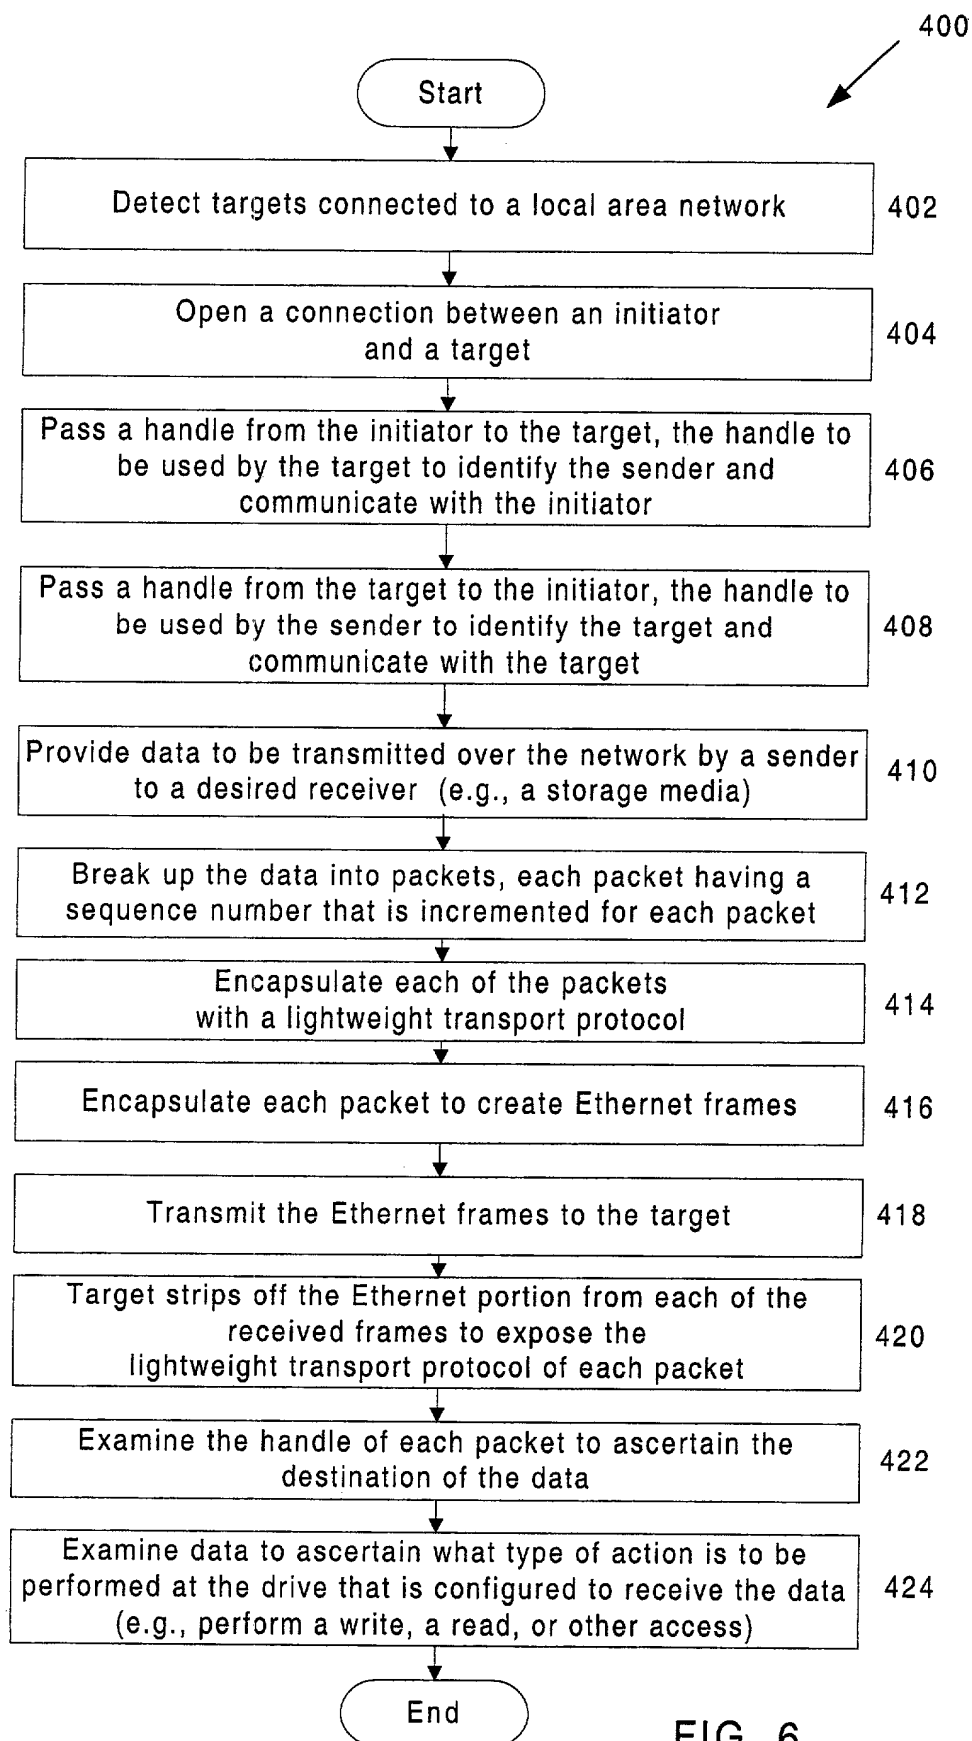 400
Start
Detect targets connected to a local area network
402
Open a connection between an initiator
and a target
404
Pass a handle from the initiator to the target, the handle to
be used by the target to identify the sender and
communicate with the initiator
406
Pass a handle from the target to the initiator, the handle to
be used by the sender to identify the target and
communicate with the target
408
Provide data to be transmitted over the network by a sender
to a desired receiver (e.g., a storage media)
410
Break up the data into packets, each packet having a
sequence number that is incremented for each packet
412
Encapsulate each of the packets
with a lightweight transport protocol
414
Encapsulate each packet to create Ethernet frames
416
Transmit the Ethernet frames to the target
418
Target strips off the Ethernet portion from each of the
received frames to expose the
lightweight transport protocol of each packet
420
Examine the handle of each packet to ascertain the
destination of the data
422
Examine data to ascertain what type of action is to be
performed at the drive that is configured to receive the data
(e.g., perform a write, a read, or other access)
424
End
FIG. 6